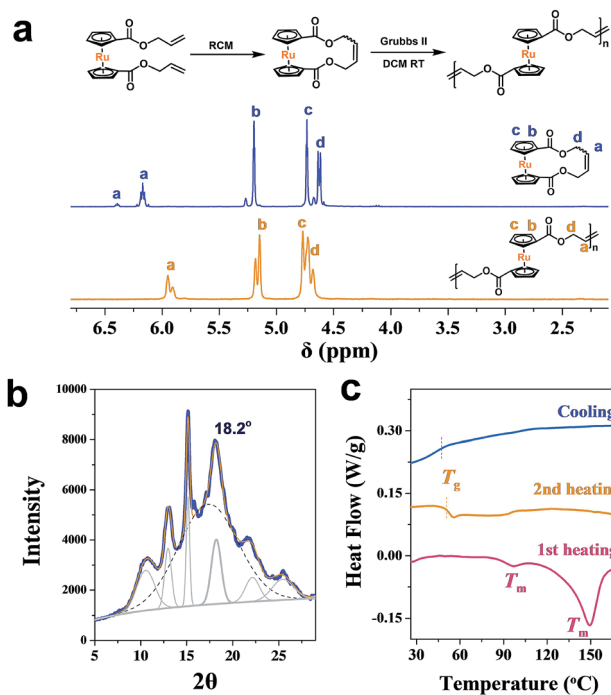 a
RCM
Grubbs II
DCM RT
O
O
O
O
Ru
O
O
O
O
Ru
O
O
Ru
O
O
n
b
c
d
a
a
c b
d
a
O
O
Ru
O
O
b
c
d
a
c b
d
a
O
O
Ru
O
O
n
6.5 6.0 5.5 5.0 4.5 4.0 3.5 3.0 2.5
δ (ppm)
b
18.2°
10000
8000
6000
4000
2000
0
Intensity
5 10 15 20 25
2θ
c
Cooling
Tg
2nd heating
1st heating
Tm
Tm
0.30
0.15
0.00
-0.15
Heat Flow (W/g)
30 60 90 120 150
Temperature (°C)